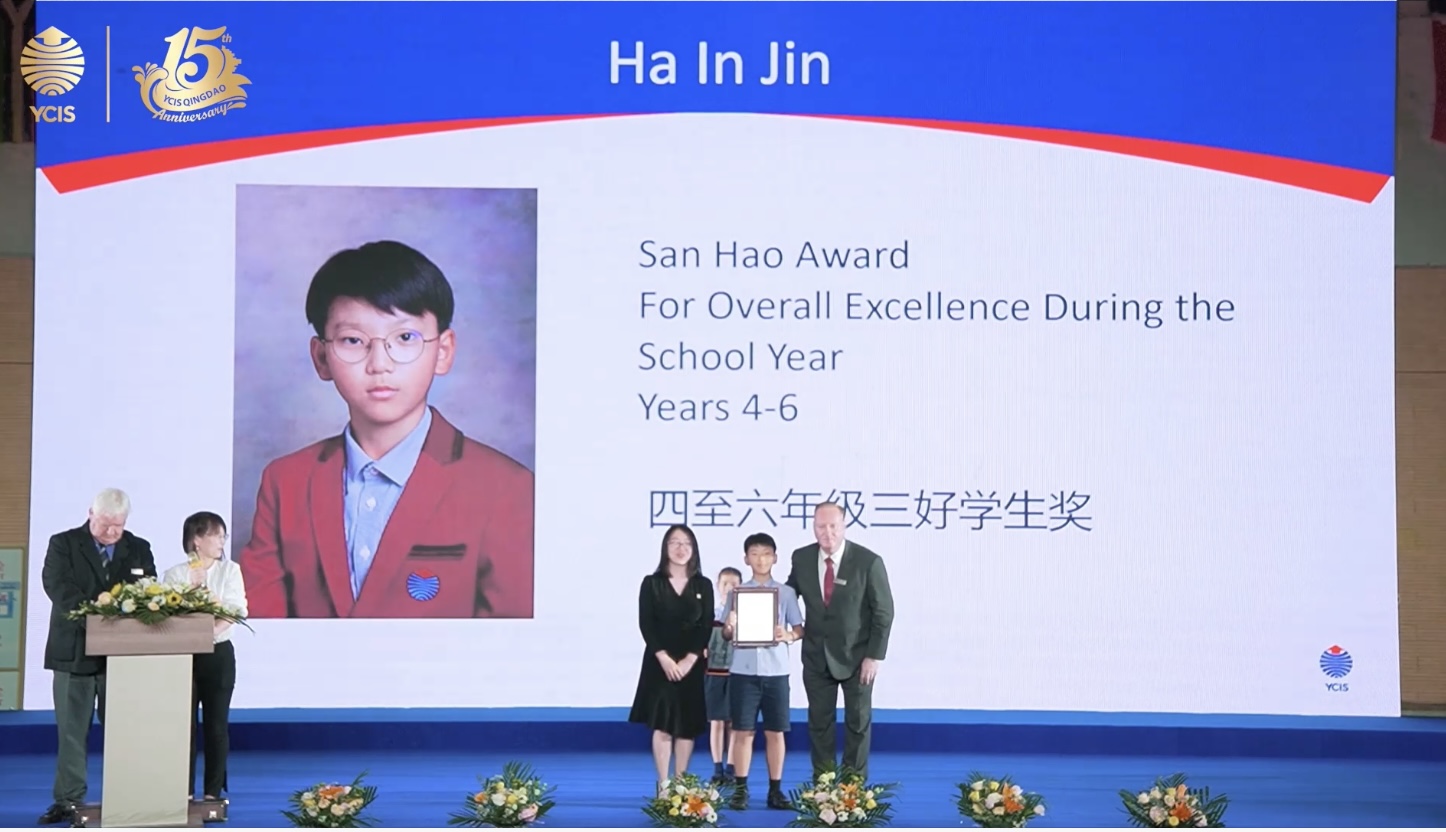 YCIS
15th
YCIS QINGDAO
Anniversary
Ha In Jin
San Hao Award
For Overall Excellence During the
School Year
Years 4-6
四至六年级三好学生奖
YCIS